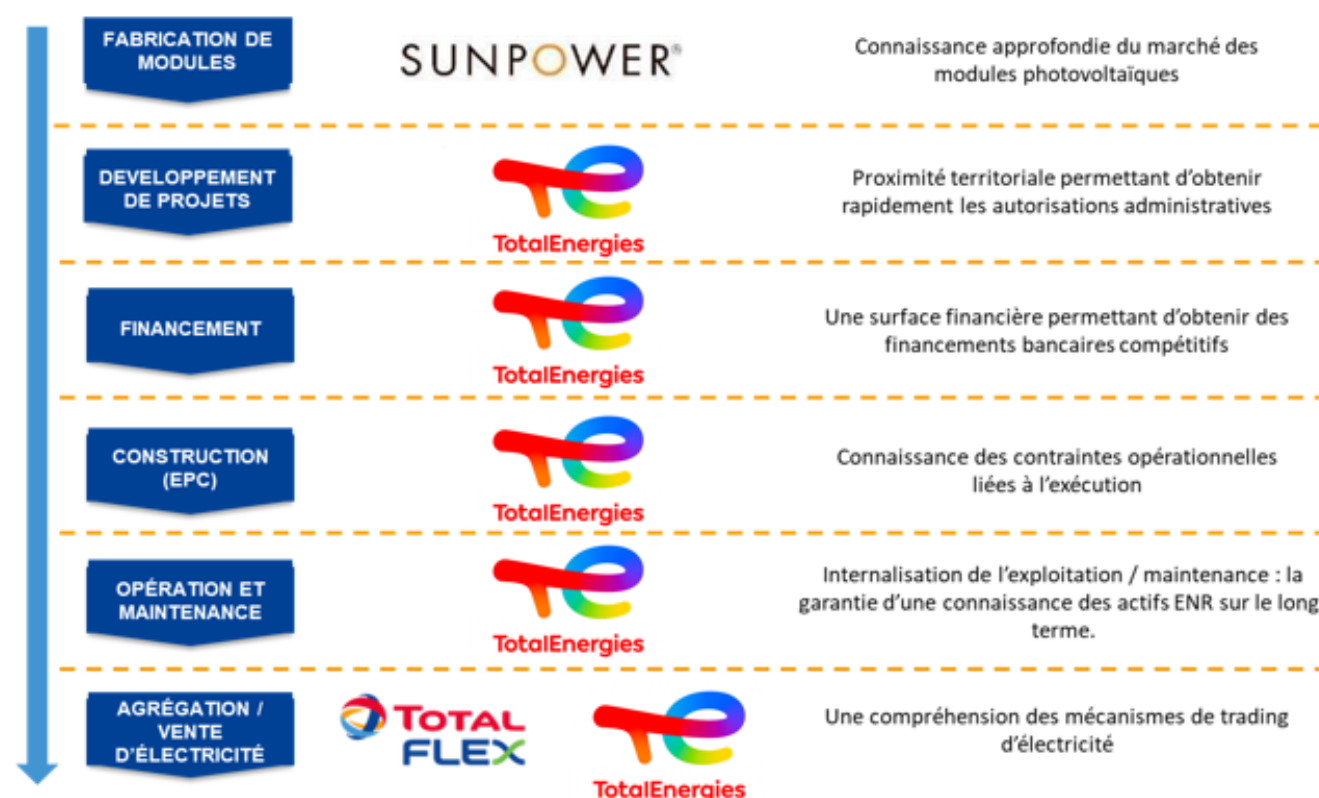 FABRICATION DE
MODULES
SUNPOWER®
Connaissance approfondie du marché des
modules photovoltaïques
DEVELOPPEMENT
DE PROJETS
TotalEnergies
Proximité territoriale permettant d'obtenir
rapidement les autorisations administratives
FINANCEMENT
TotalEnergies
Une surface financière permettant d'obtenir des
financements bancaires compétitifs
CONSTRUCTION
(EPC)
TotalEnergies
Connaissance des contraintes opérationnelles
liées à l'exécution
OPÉRATION ET
MAINTENANCE
TotalEnergies
Internalisation de l'exploitation / maintenance : la
garantie d'une connaissance des actifs ENR sur le long
terme.
AGRÉGATION /
VENTE
D'ÉLECTRICITÉ
TOTAL
FLEX
TotalEnergies
Une compréhension des mécanismes de trading
d'électricité